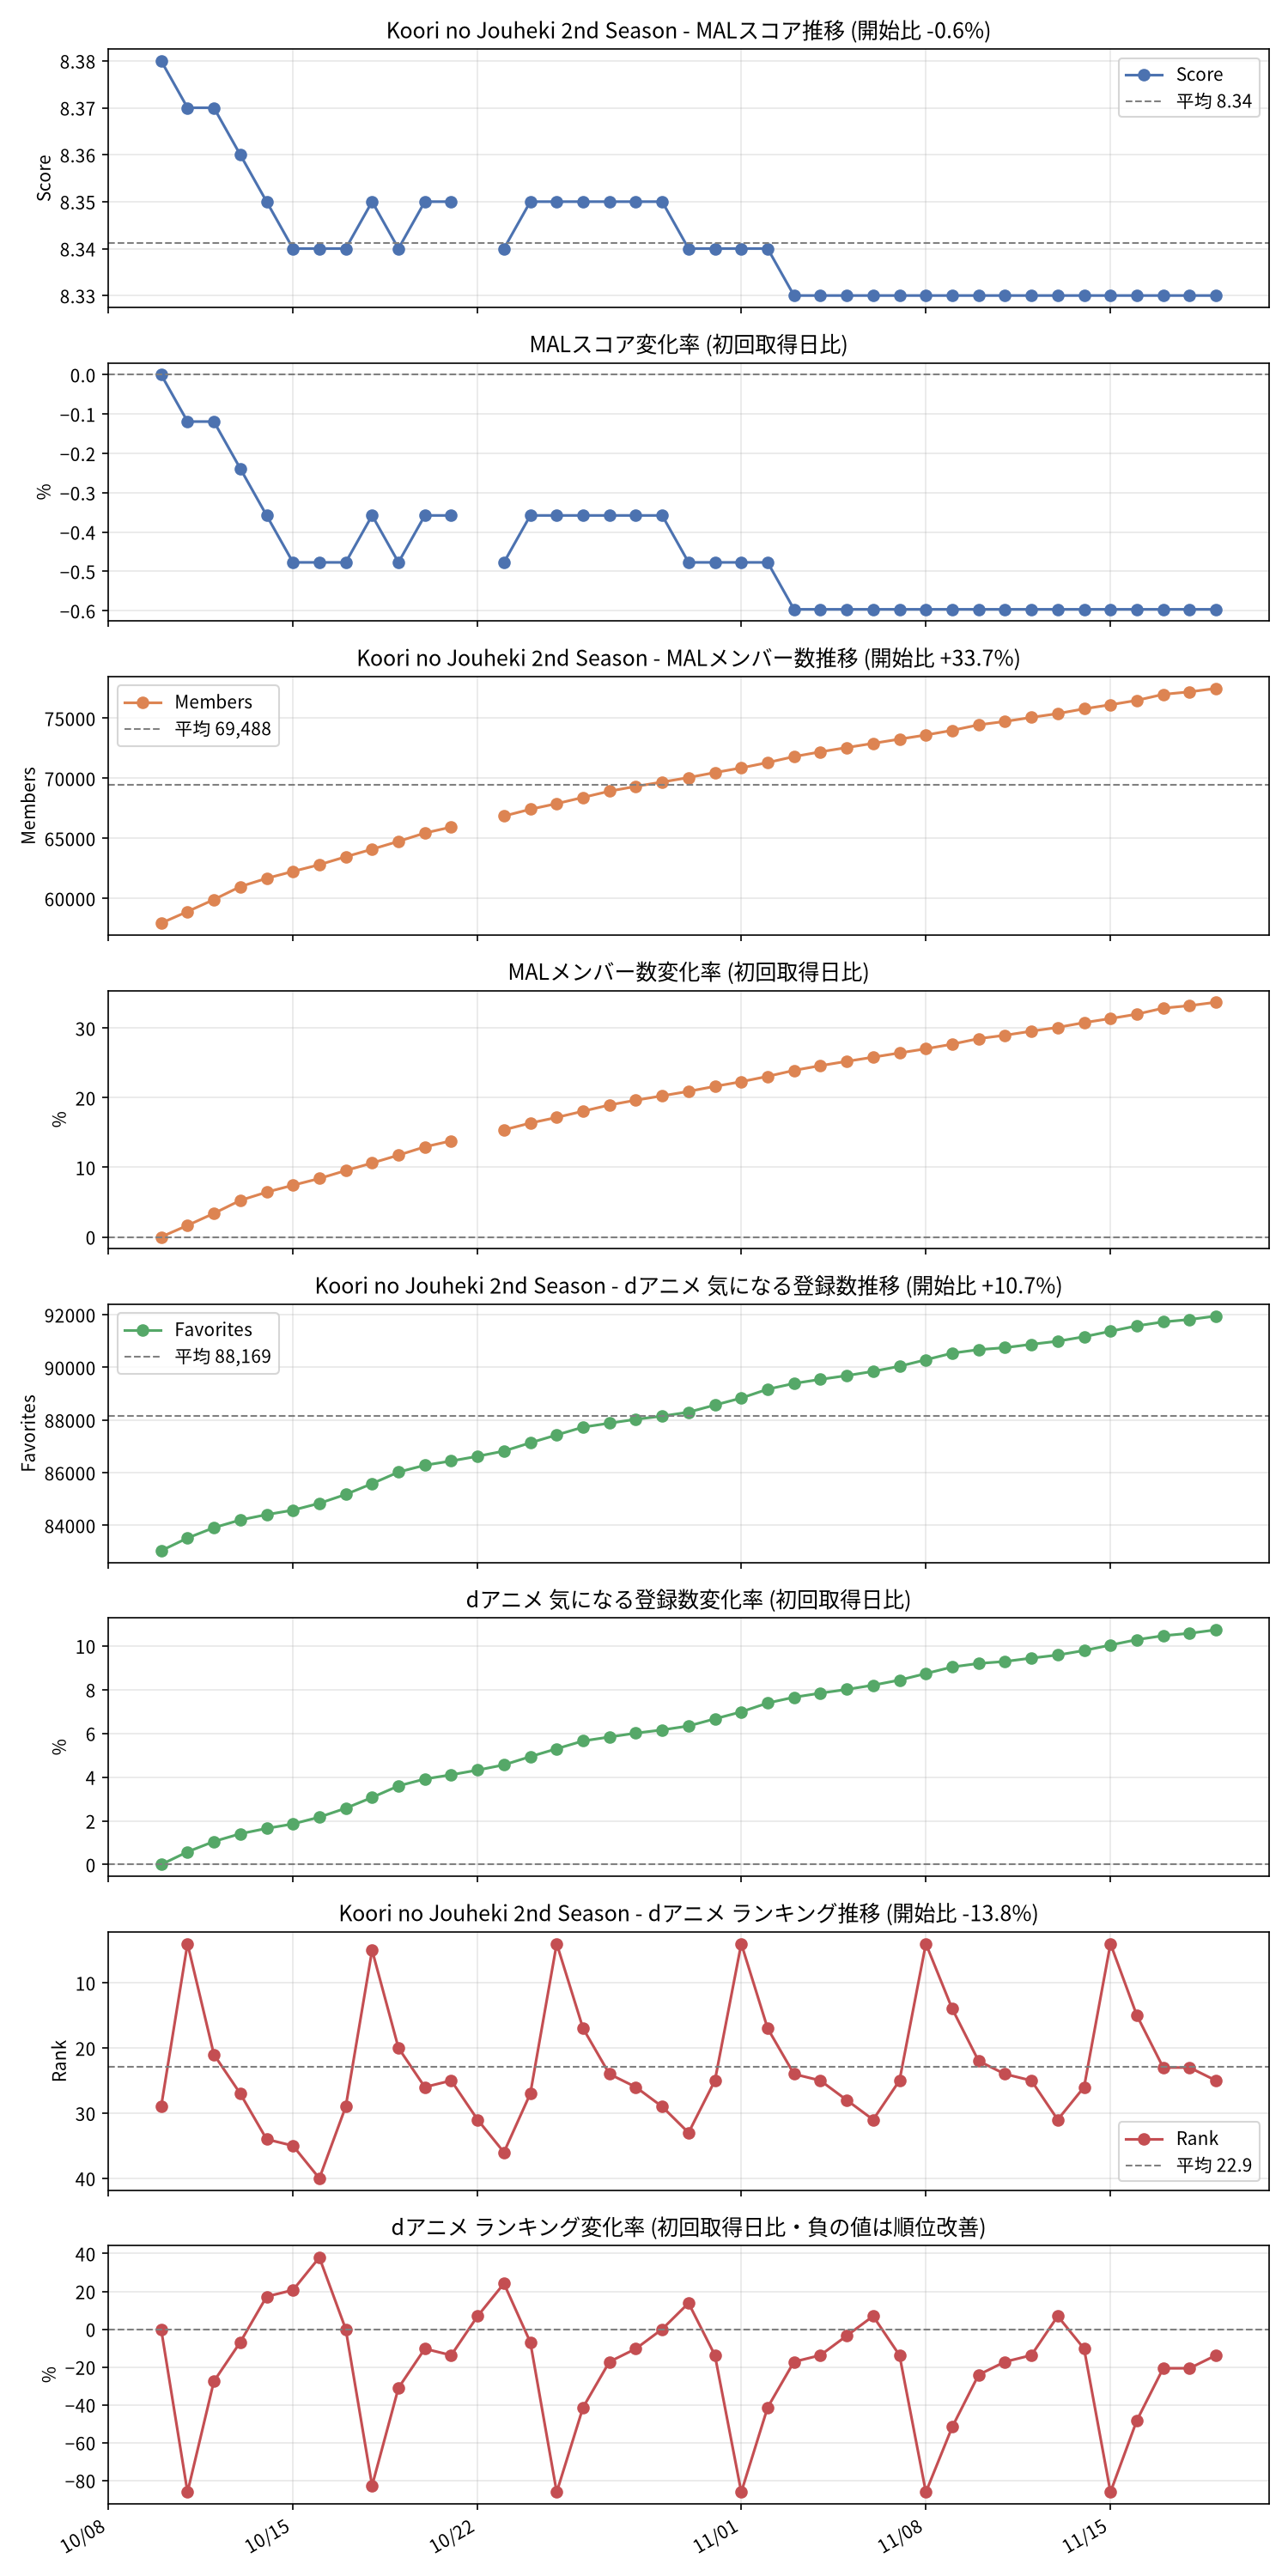 Koori no Jouheki 2nd Season - MALスコア推移 (開始比 -0.6%)
Score
8.38
8.37
8.36
8.35
8.34
8.33
Score
平均 8.34
MALスコア変化率 (初回取得日比)
%
0.0
−0.1
−0.2
−0.3
−0.4
−0.5
−0.6
Koori no Jouheki 2nd Season - MALメンバー数推移 (開始比 +33.7%)
Members
75000
70000
65000
60000
Members
平均 69,488
MALメンバー数変化率 (初回取得日比)
%
30
20
10
0
Koori no Jouheki 2nd Season - dアニメ 気になる登録数推移 (開始比 +10.7%)
Favorites
92000
90000
88000
86000
84000
Favorites
平均 88,169
dアニメ 気になる登録数変化率 (初回取得日比)
%
10
8
6
4
2
0
Koori no Jouheki 2nd Season - dアニメ ランキング推移 (開始比 -13.8%)
Rank
10
20
30
40
Rank
平均 22.9
dアニメ ランキング変化率 (初回取得日比・負の値は順位改善)
%
40
20
0
−20
−40
−60
−80
10/08
10/15
10/22
11/01
11/08
11/15